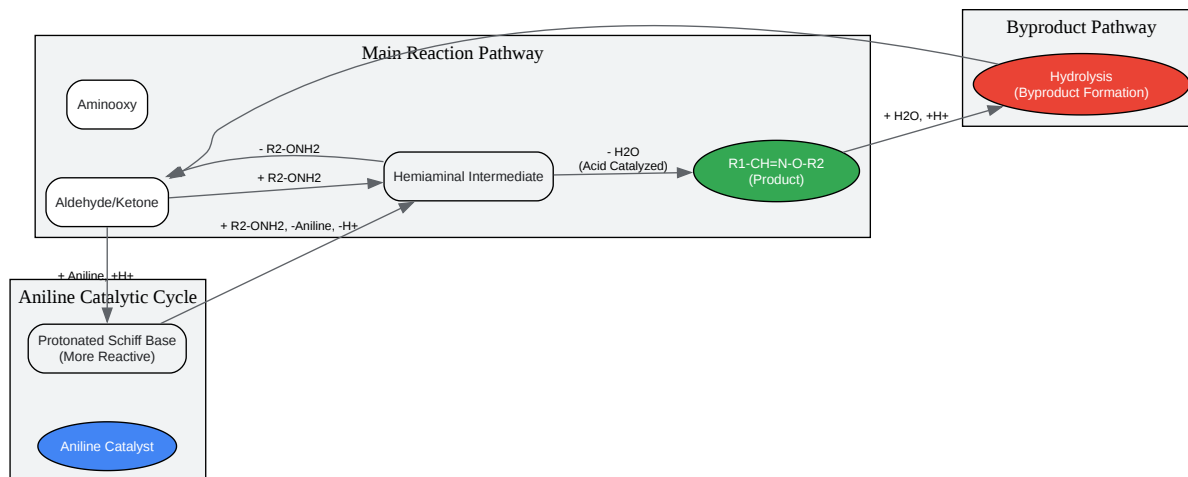 Byproduct Pathway
Main Reaction Pathway
Hydrolysis
(Byproduct Formation)
Aminooxy
+ H2O, +H+
- R2-ONH2
- H2O
(Acid Catalyzed)
R1-CH=N-O-R2
(Product)
+ R2-ONH2
Hemiaminal Intermediate
Aldehyde/Ketone
+ R2-ONH2, -Aniline, -H+
+ Aniline, +H+
Aniline Catalytic Cycle
Protonated Schiff Base
(More Reactive)
Aniline Catalyst